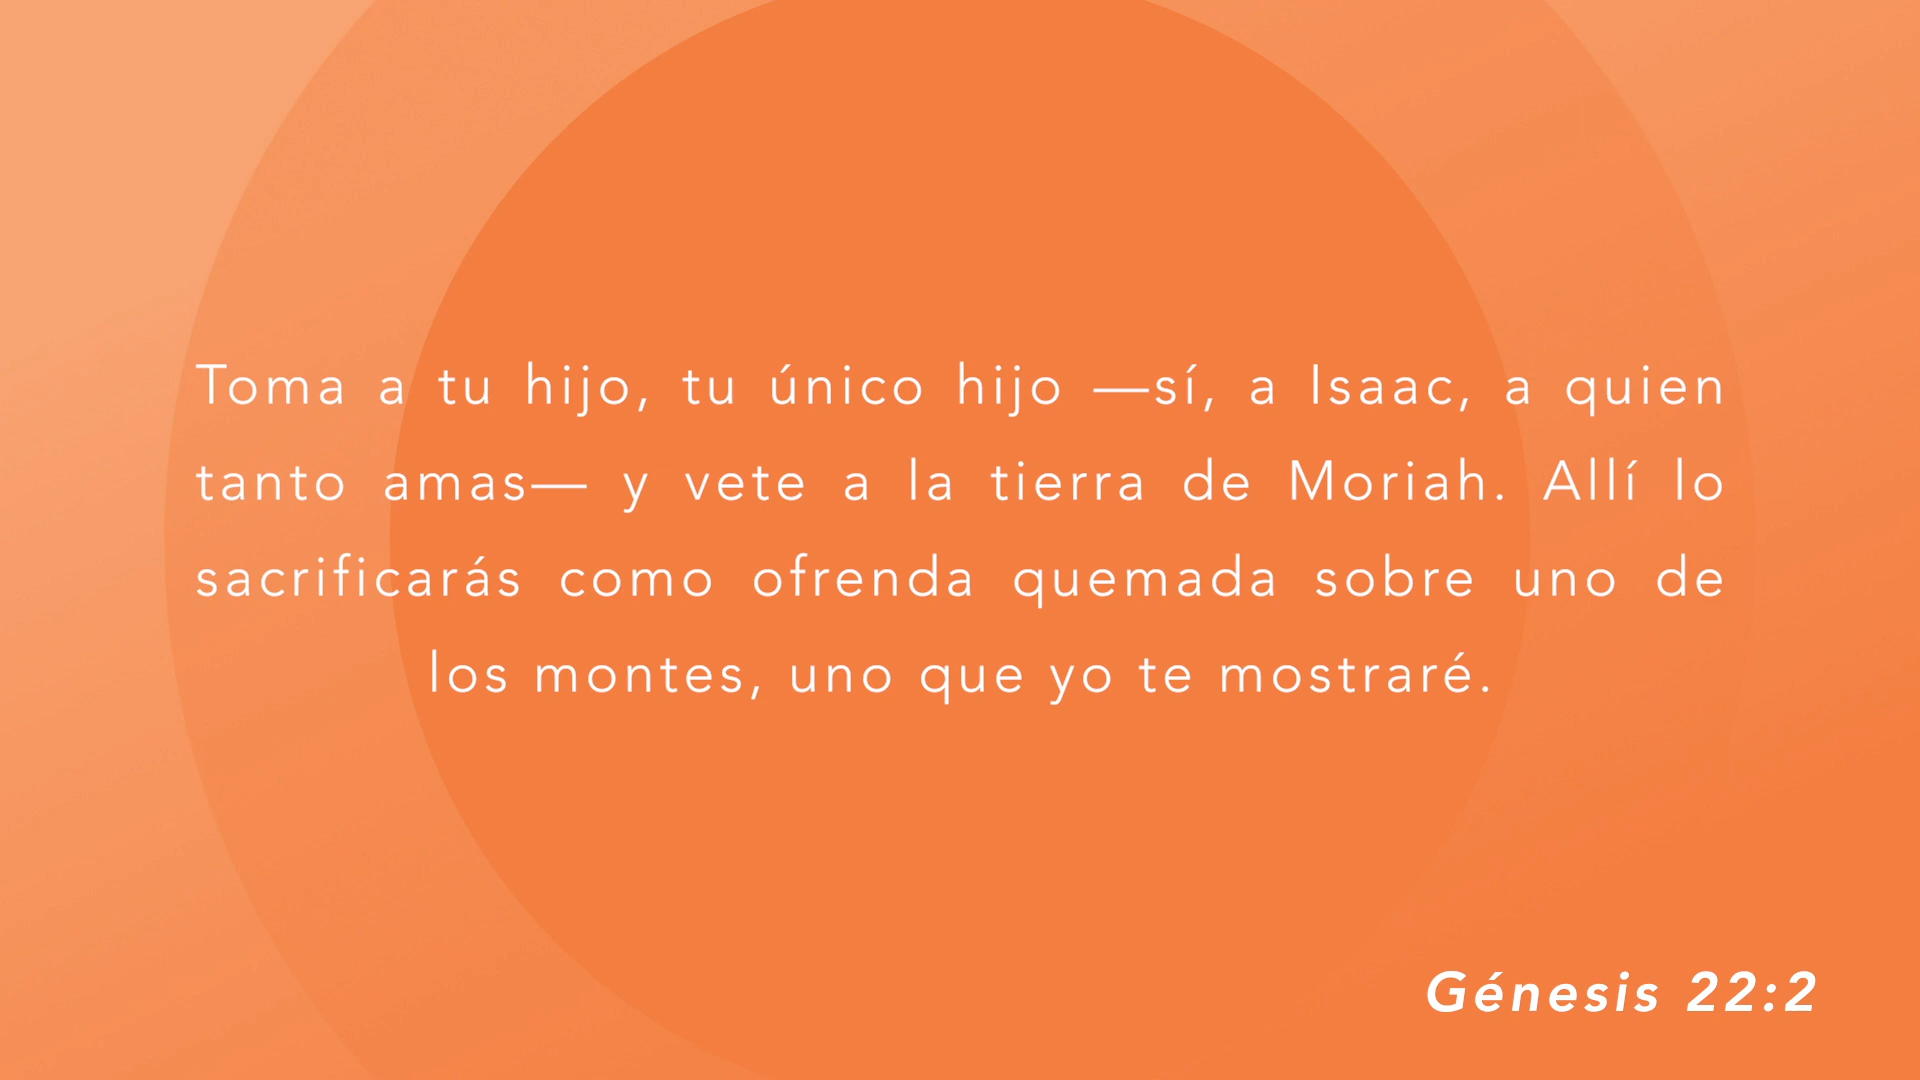 Toma a tu hijo, tu único hijo —sí, a Isaac, a quien
tanto amas— y vete a la tierra de Moriah. Allí lo
sacrificarás como ofrenda quemada sobre uno de
los montes, uno que yo te mostraré.
Génesis 22:2